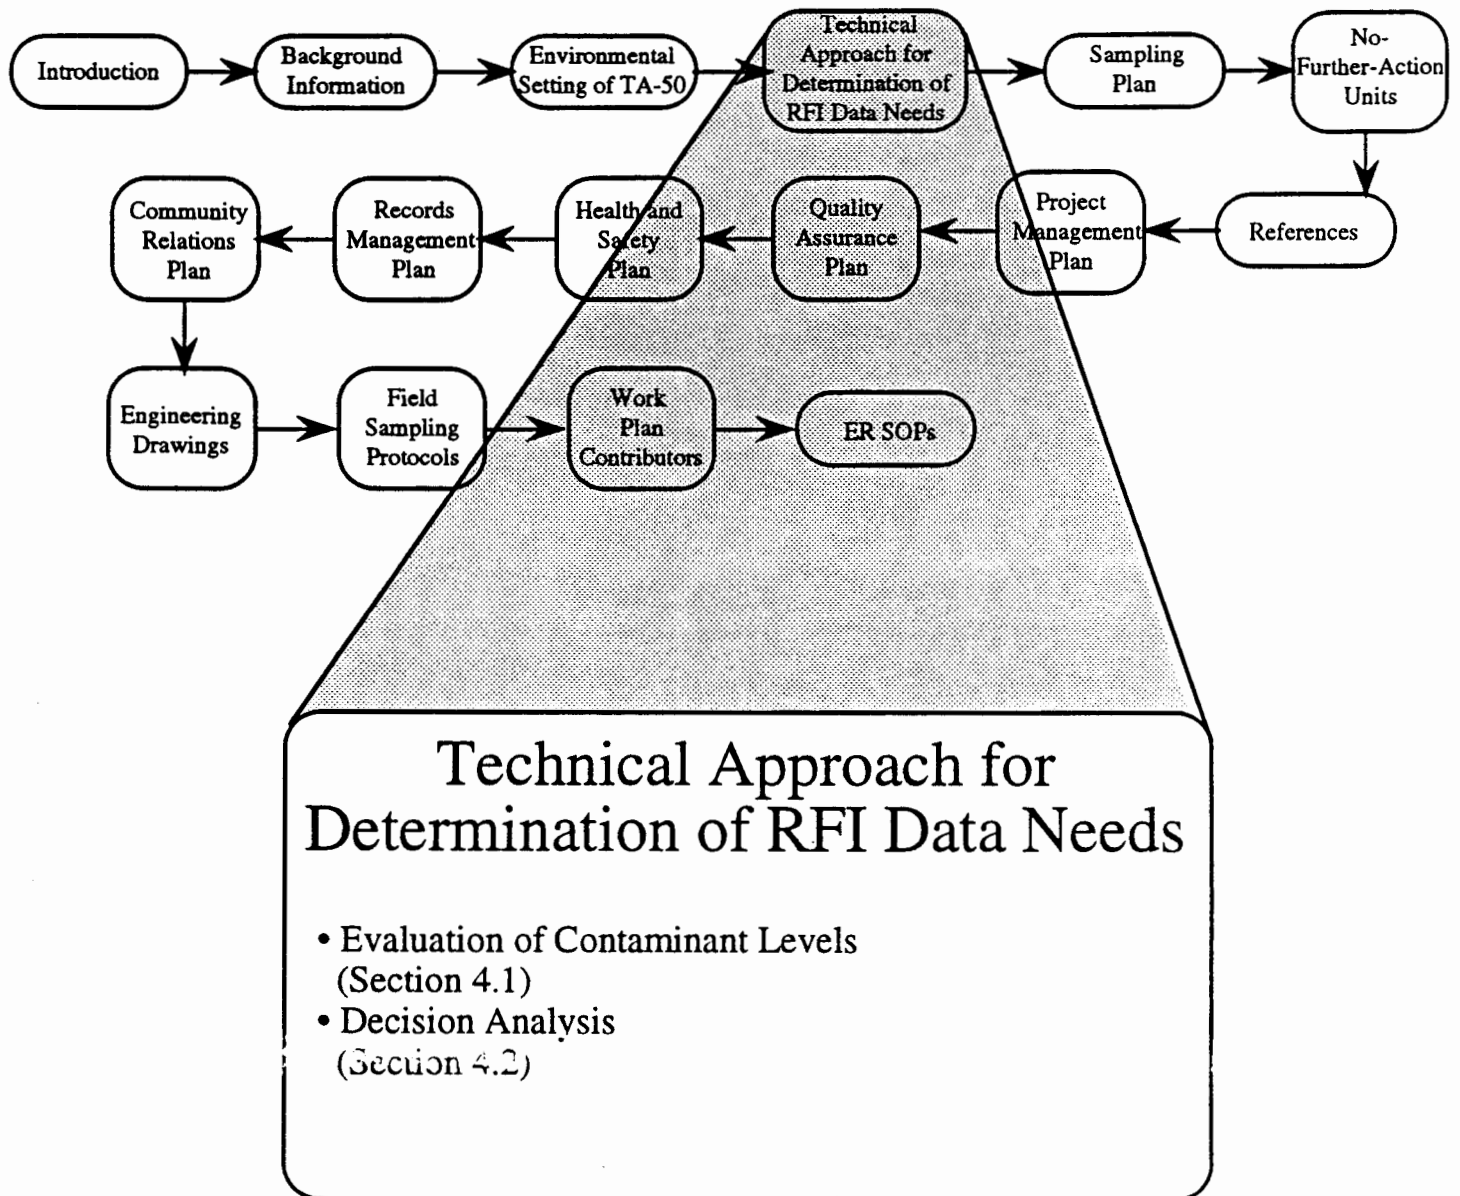 Introduction
Background
Information
Environmental
Setting of TA-50
Technical
Approach for
Determination of
RFI Data Needs
Sampling
Plan
No-
Further-Action
Units
Community
Relations
Plan
Records
Management
Plan
Health and
Safety
Plan
Quality
Assurance
Plan
Project
Management
Plan
References
Engineering
Drawings
Field
Sampling
Protocols
Work
Plan
Contributors
ER SOPs
Technical Approach for
Determination of RFI Data Needs
• Evaluation of Contaminant Levels
(Section 4.1)
• Decision Analysis
(Section 4.2)